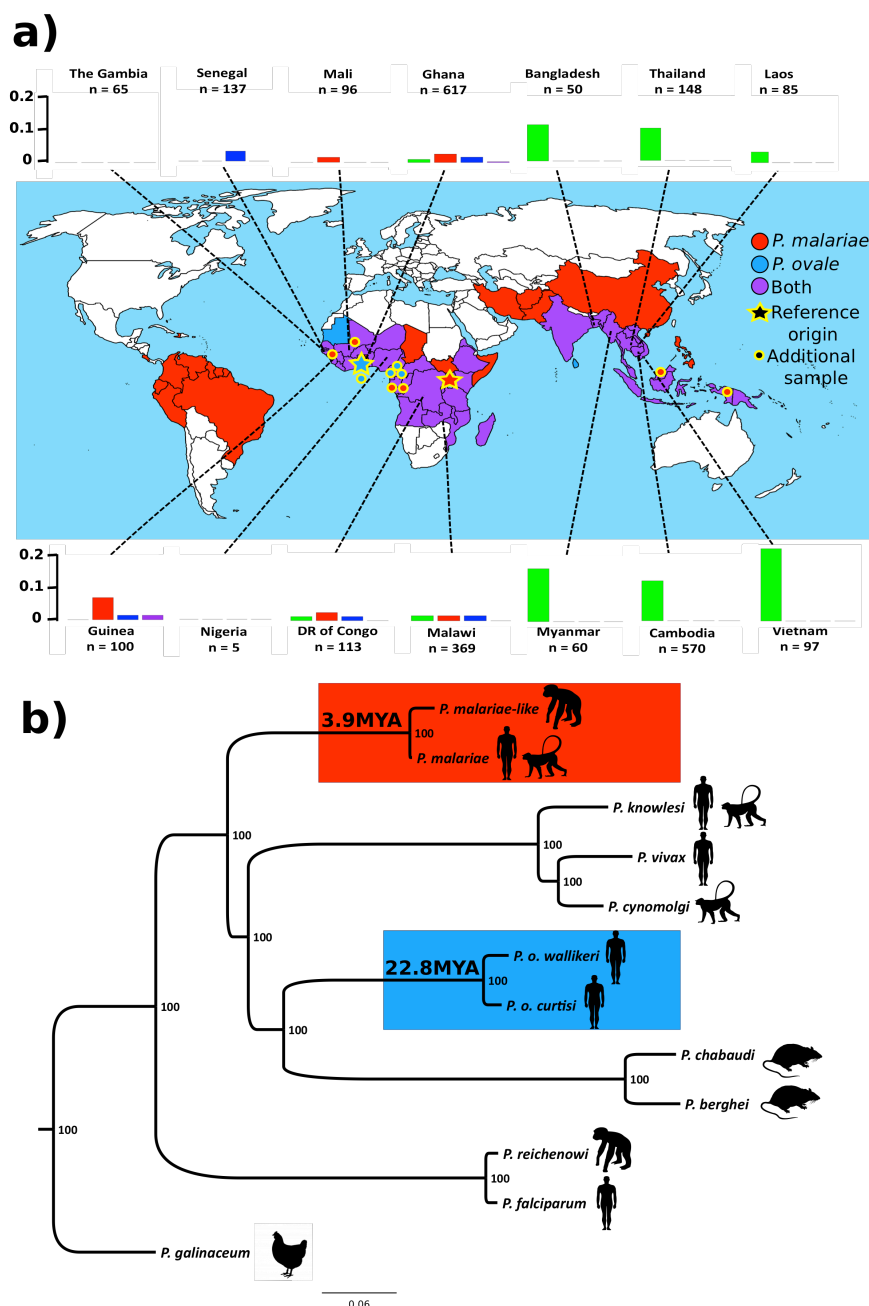 a)
The Gambia
n = 65
Senegal
n = 137
Mali
n = 96
Ghana
n = 617
Bangladesh
n = 50
Thailand
n = 148
Laos
n = 85
0.2
0.1
0
P. malariae
P. ovale
Both
Reference
origin
Additional
sample
0.2
0.1
0
Guinea
n = 100
Nigeria
n = 5
DR of Congo
n = 113
Malawi
n = 369
Myanmar
n = 60
Cambodia
n = 570
Vietnam
n = 97
b)
3.9MYA
P. malariae-like
100
P. malariae
P. knowlesi
100
100
P. vivax
100
P. cynomolgi
100
P. o. wallikeri
22.8MYA
100
P. o. curtisi
100
100
P. chabaudi
100
P. berghei
100
P. reichenowi
100
P. falciparum
P. galinaceum
0.06